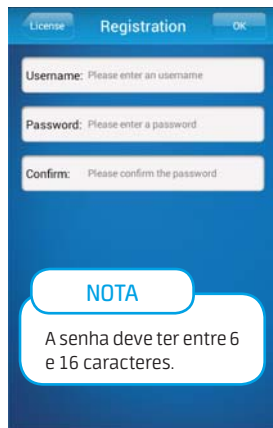 License Registration OK
Username: Please enter an username
Password: Please enter a password
Confirm: Please confirm the password
NOTA
A senha deve ter entre 6
e 16 caracteres.